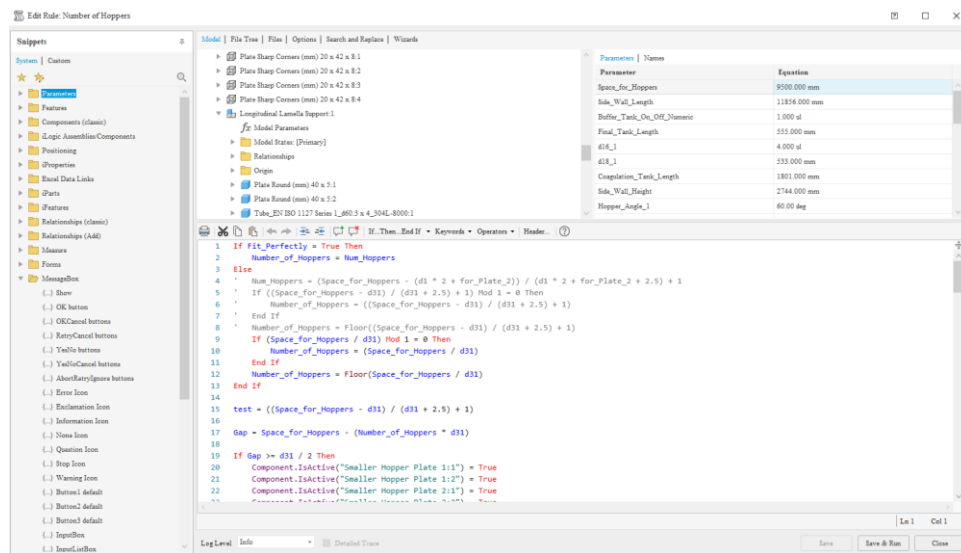 Edit Rule: Number of Hoppers
Snippets
System | Custom
Parameters
Features
Components (classic)
iLogic Assemblies/Components
Positioning
iProperties
Excel Data Links
iParts
iFeatures
Relationships (classic)
Relationships (Add)
Measure
Forms
MessageBox
{...} Show
{...} OK button
{...} OKCancel buttons
{...} RetryCancel buttons
{...} YesNo buttons
{...} YesNoCancel buttons
{...} AbortRetryIgnore buttons
{...} Error Icon
{...} Exclamation Icon
{...} Information Icon
{...} None Icon
{...} Question Icon
{...} Stop Icon
{...} Warning Icon
{...} Button1 default
{...} Button2 default
{...} Button3 default
{...} InputBox
{...} InputListBox
Model | File Tree | Files | Options | Search and Replace | Wizards
Plate Sharp Corners (mm) 20 x 42 x 8:1
Plate Sharp Corners (mm) 20 x 42 x 8:2
Plate Sharp Corners (mm) 20 x 42 x 8:3
Plate Sharp Corners (mm) 20 x 42 x 8:4
Longitudinal Lamella Support:1
fx Model Parameters
Model States: [Primary]
Relationships
Origin
Plate Round (mm) 40 x 5:1
Plate Round (mm) 40 x 5:2
Tube_EN ISO 1127 Series 1_d60.3 x 4_304L-8000:1
Parameters | Names
Parameter Equation
Space_for_Hoppers 9500.000 mm
Side_Wall_Length 11856.000 mm
Buffer_Tank_On_Off_Numeric 1.000 ul
Final_Tank_Length 555.000 mm
d16_1 4.000 ul
d18_1 535.000 mm
Coagulation_Tank_Length 1801.000 mm
Side_Wall_Height 2744.000 mm
Hopper_Angle_1 60.00 deg
If...Then...End If Keywords Operators Header...
1 If Fit_Perfectly = True Then
2 Number_of_Hoppers = Num_Hoppers
3 Else
4 ' Num_Hoppers = (Space_for_Hoppers - (d1 * 2 + for_Plate_2)) / (d1 * 2 + for_Plate_2 + 2.5) + 1
5 ' If ((Space_for_Hoppers - d31) / (d31 + 2.5) + 1) Mod 1 = 0 Then
6 ' Number_of_Hoppers = ((Space_for_Hoppers - d31) / (d31 + 2.5) + 1)
7 ' End If
8 ' Number_of_Hoppers = Floor((Space_for_Hoppers - d31) / (d31 + 2.5) + 1)
9 If (Space_for_Hoppers / d31) Mod 1 = 0 Then
10 Number_of_Hoppers = (Space_for_Hoppers / d31)
11 End If
12 Number_of_Hoppers = Floor(Space_for_Hoppers / d31)
13 End If
14
15 test = ((Space_for_Hoppers - d31) / (d31 + 2.5) + 1)
16
17 Gap = Space_for_Hoppers - (Number_of_Hoppers * d31)
18
19 If Gap >= d31 / 2 Then
20 Component.IsActive("Smaller Hopper Plate 1:1") = True
21 Component.IsActive("Smaller Hopper Plate 1:2") = True
22 Component.IsActive("Smaller Hopper Plate 2:1") = True
Ln 1 Col 1
Log Level Info Detailed Trace Save Save & Run Close